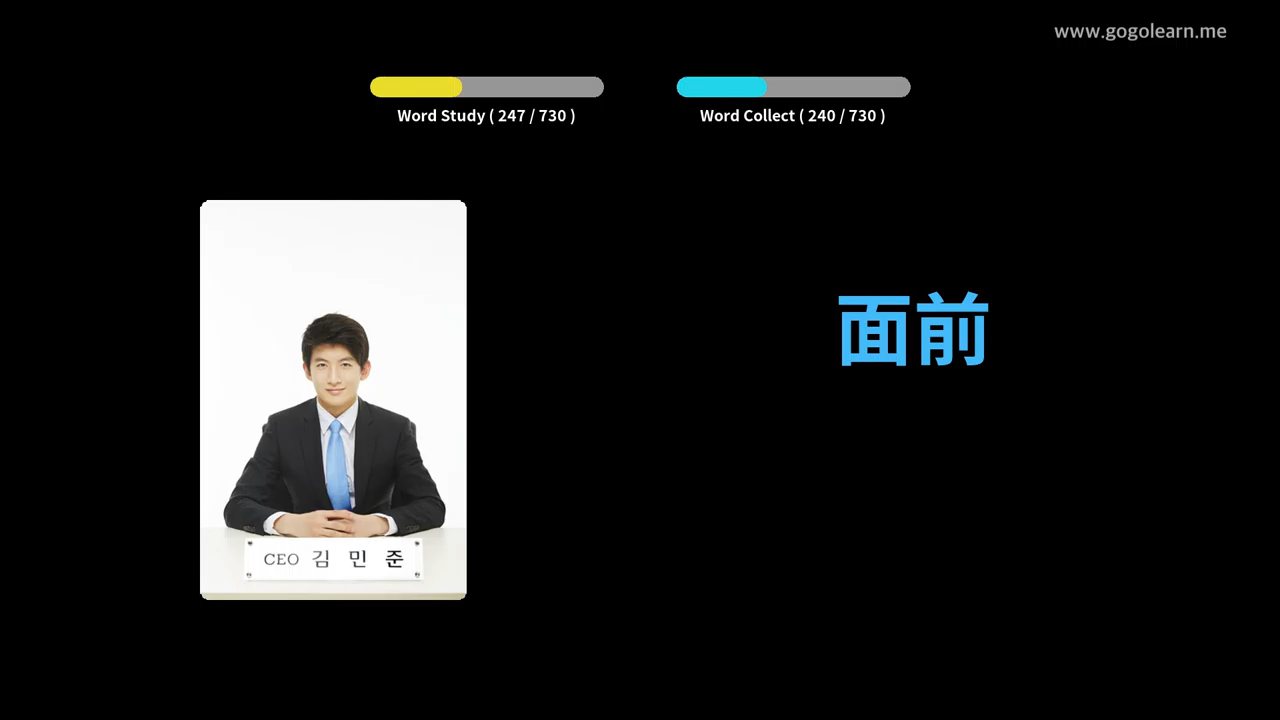 www.gogolearn.me
Word Study ( 247 / 730 )
Word Collect ( 240 / 730 )
面前
CEO 김 민 준